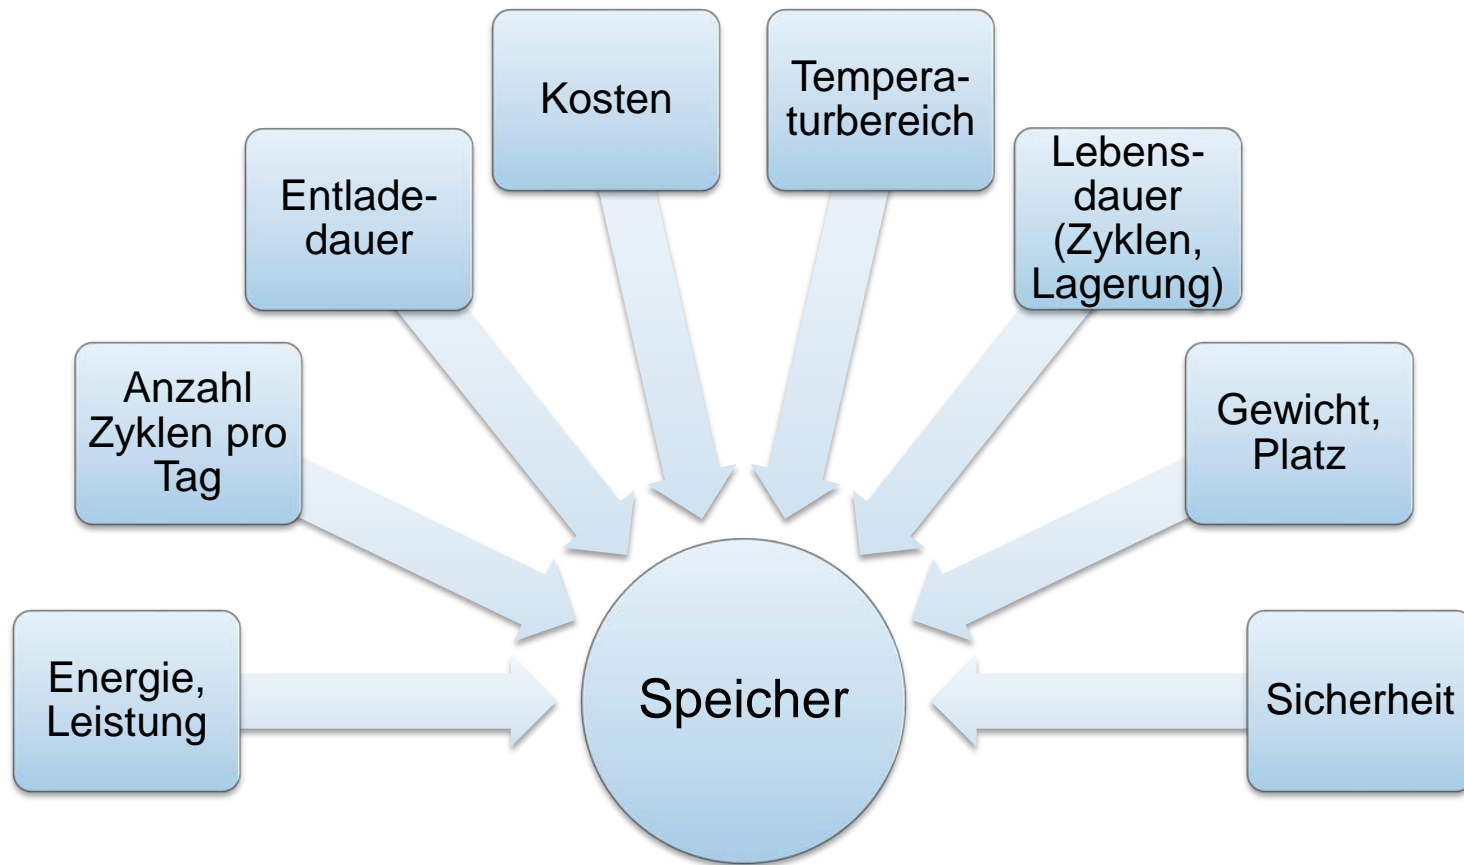 Kosten
Tempera-
turbereich
Entlade-
dauer
Lebens-
dauer
(Zyklen,
Lagerung)
Anzahl
Zyklen pro
Tag
Gewicht,
Platz
Energie,
Leistung
Speicher
Sicherheit